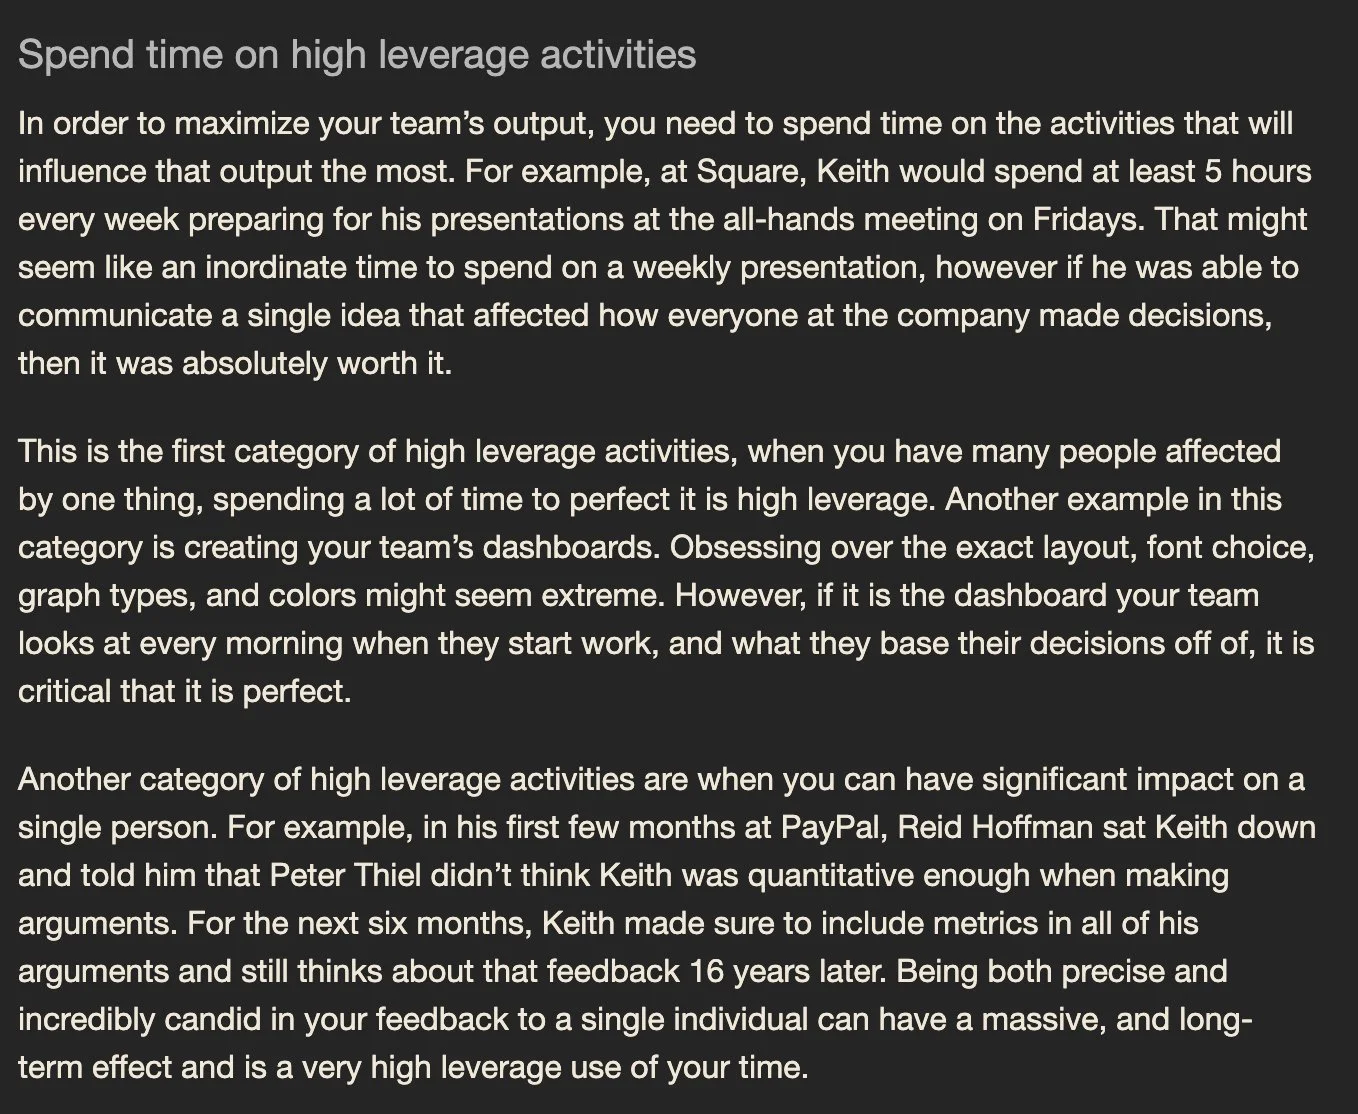 Spend time on high leverage activities
In order to maximize your team’s output, you need to spend time on the activities that will
influence that output the most. For example, at Square, Keith would spend at least 5 hours
every week preparing for his presentations at the all-hands meeting on Fridays. That might
seem like an inordinate time to spend on a weekly presentation, however if he was able to
communicate a single idea that affected how everyone at the company made decisions,
then it was absolutely worth it.
This is the first category of high leverage activities, when you have many people affected
by one thing, spending a lot of time to perfect it is high leverage. Another example in this
category is creating your team’s dashboards. Obsessing over the exact layout, font choice,
graph types, and colors might seem extreme. However, if it is the dashboard your team
looks at every morning when they start work, and what they base their decisions off of, it is
critical that it is perfect.
Another category of high leverage activities are when you can have significant impact on a
single person. For example, in his first few months at PayPal, Reid Hoffman sat Keith down
and told him that Peter Thiel didn’t think Keith was quantitative enough when making
arguments. For the next six months, Keith made sure to include metrics in all of his
arguments and still thinks about that feedback 16 years later. Being both precise and
incredibly candid in your feedback to a single individual can have a massive, and long-
term effect and is a very high leverage use of your time.